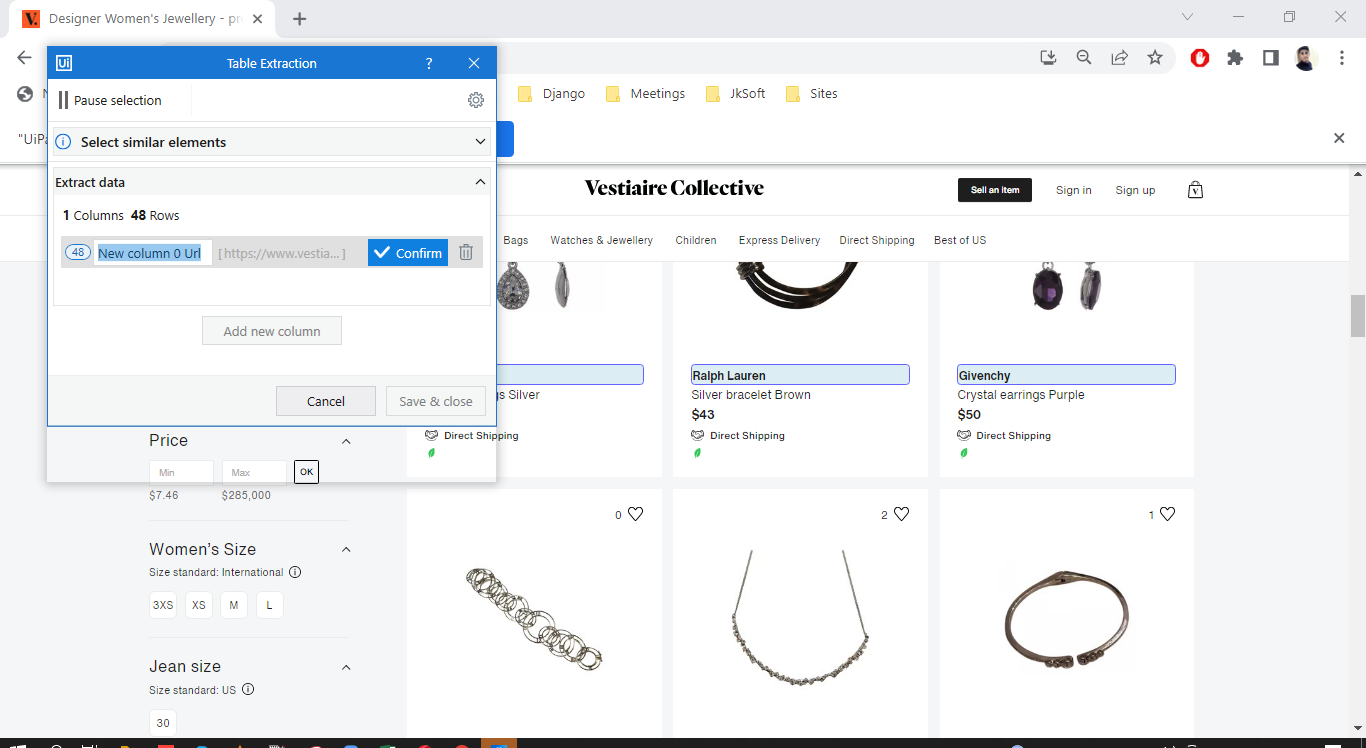 Designer Women's Jewellery - pr
Ui
Table Extraction
?
Pause selection
Select similar elements
Extract data
1 Columns 48 Rows
48 New column 0 Url [https://www.vestia... ] Confirm
Add new column
Cancel Save & close
Django Meetings JkSoft Sites
"UiPa
Vestiaire Collective
Sell an item Sign in Sign up
Bags Watches & Jewellery Children Express Delivery Direct Shipping Best of US
Ralph Lauren
Givenchy
gs Silver
Silver bracelet Brown
Crystal earrings Purple
$43
$50
Direct Shipping
Direct Shipping
Direct Shipping
Price
Min Max OK
$7.46 $285,000
0
2
1
Women's Size
Size standard: International
3XS XS M L
Jean size
Size standard: US
30